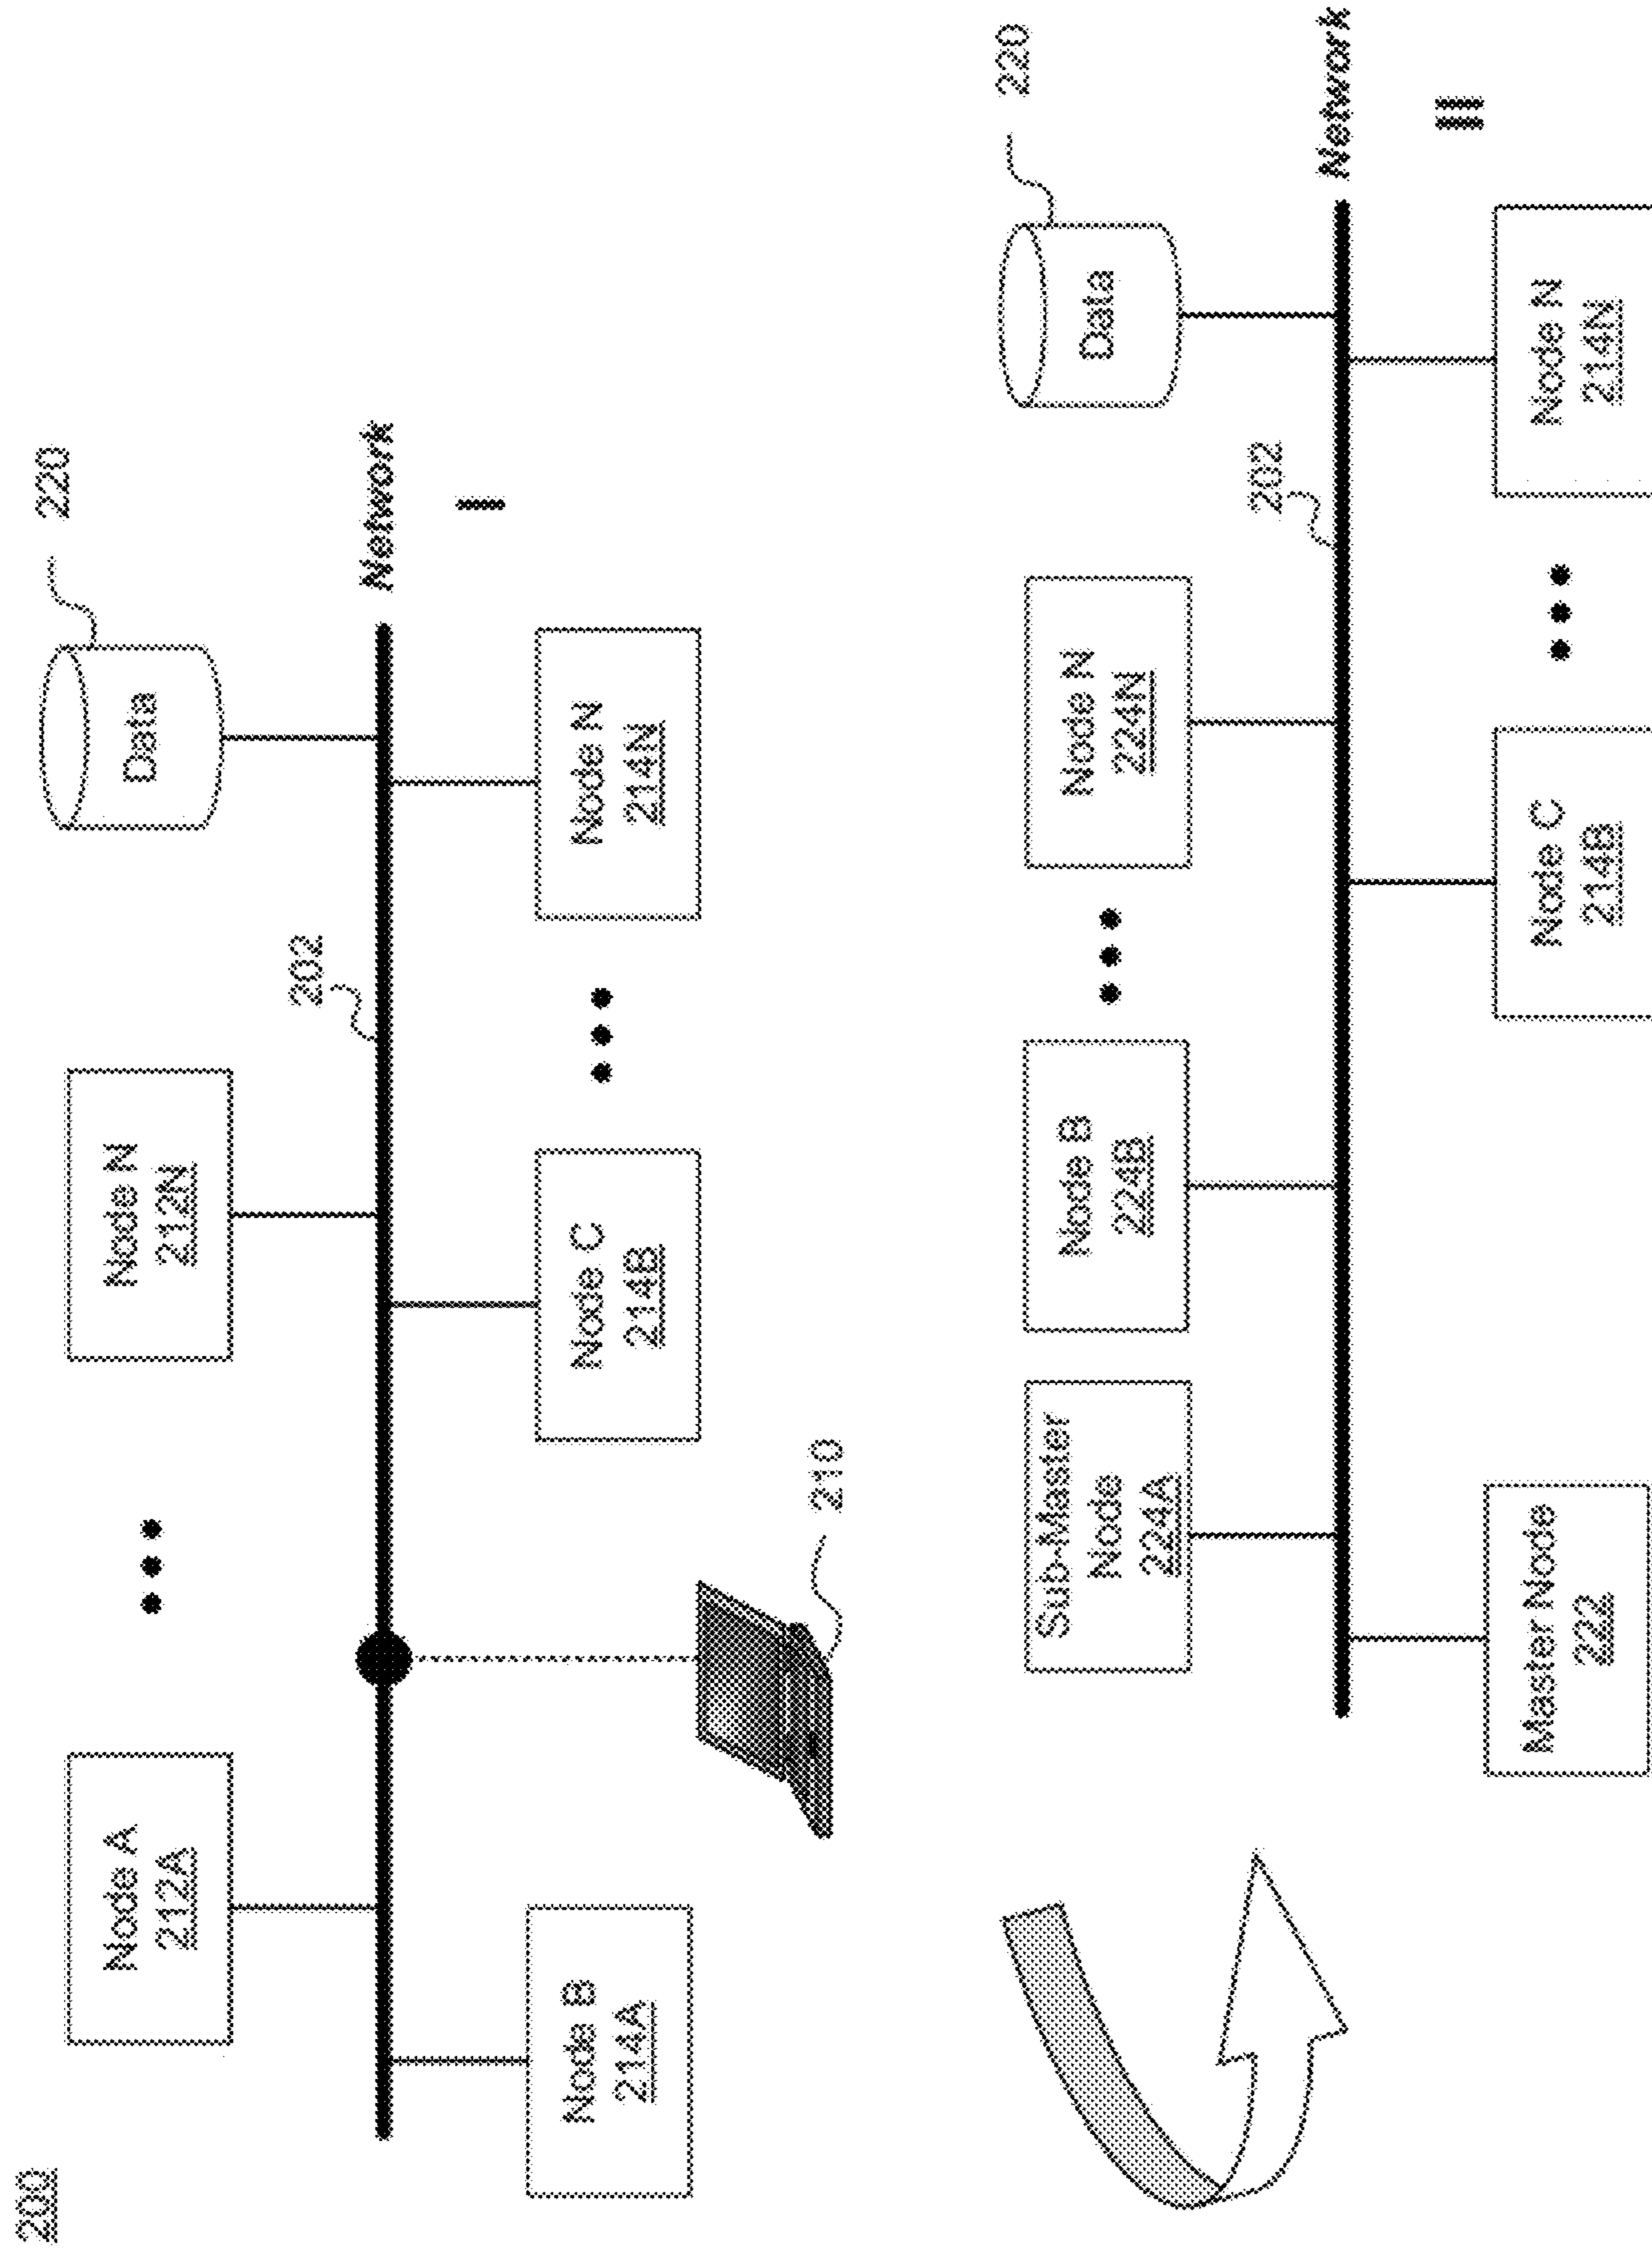 200
Node A
212A
Node N
212N
Data
220
202
Network
I
Node B
214A
210
Node C
214B
Node N
214N
Sub-Master
Node
224A
Node B
224B
Node N
224N
Data
220
202
Network
II
Master Node
222
Node C
214B
Node N
214N